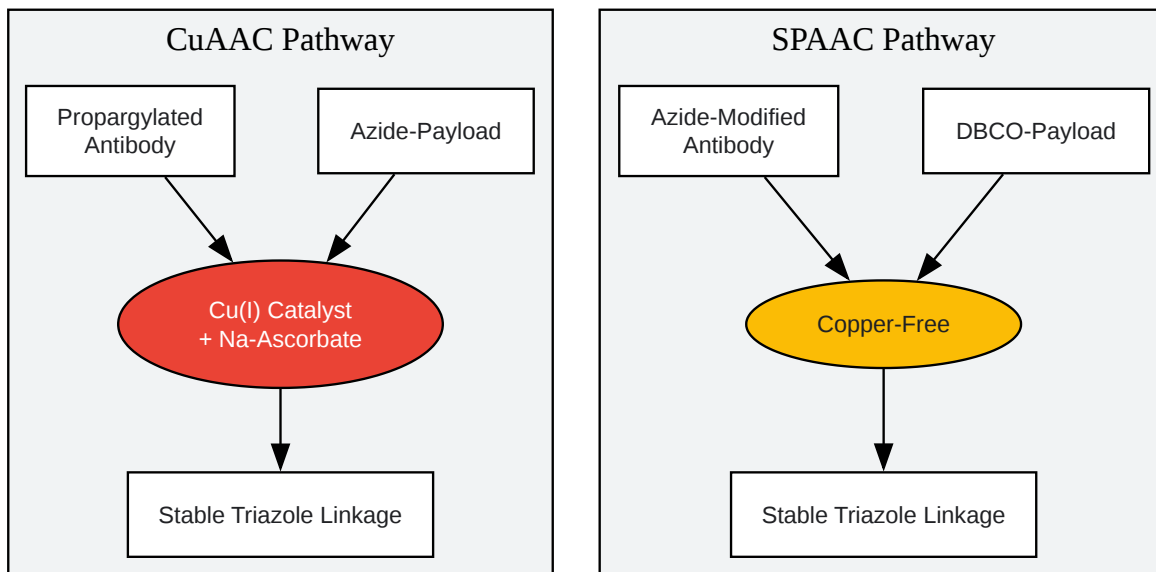 CuAAC Pathway
Propargylated
Antibody
Azide-Payload
Cu(I) Catalyst
+ Na-Ascorbate
Stable Triazole Linkage
SPAAC Pathway
Azide-Modified
Antibody
DBCO-Payload
Copper-Free
Stable Triazole Linkage